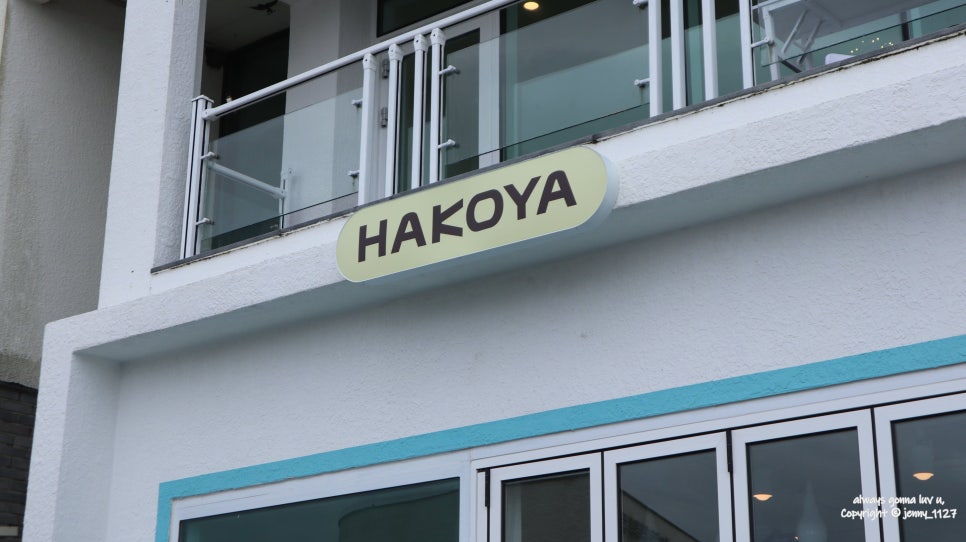 HAKOYA
always gonna luv u,
Copyright © jenny_1127